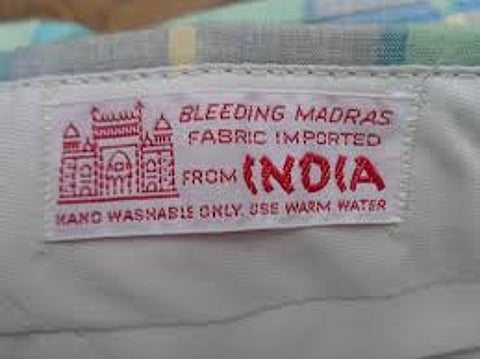 BLEEDING MADRAS
FABRIC IMPORTED
FROM INDIA
HAND WASHABLE ONLY. USE WARM WATER